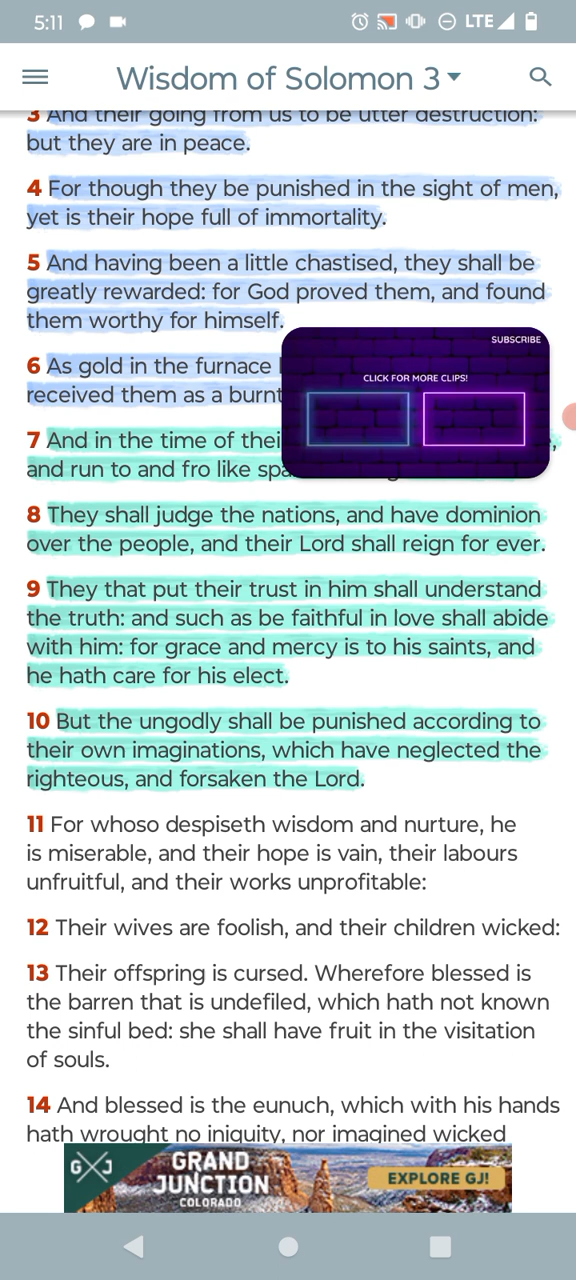 5:11
LTE
Wisdom of Solomon 3
3 And their going from us to be utter destruction:
but they are in peace.
4 For though they be punished in the sight of men,
yet is their hope full of immortality.
5 And having been a little chastised, they shall be
greatly rewarded: for God proved them, and found
them worthy for himself.
6 As gold in the furnace
received them as a burnt
SUBSCRIBE
CLICK FOR MORE CLIPS!
7 And in the time of thei
and run to and fro like
8 They shall judge the nations, and have dominion
over the people, and their Lord shall reign for ever.
9 They that put their trust in him shall understand
the truth: and such as be faithful in love shall abide
with him: for grace and mercy is to his saints, and
he hath care for his elect.
10 But the ungodly shall be punished according to
their own imaginations, which have neglected the
righteous, and forsaken the Lord.
11 For whoso despiseth wisdom and nurture, he
is miserable, and their hope is vain, their labours
unfruitful, and their works unprofitable:
12 Their wives are foolish, and their children wicked:
13 Their offspring is cursed. Wherefore blessed is
the barren that is undefiled, which hath not known
the sinful bed: she shall have fruit in the visitation
of souls.
14 And blessed is the eunuch, which with his hands
hath wrought no iniquity, nor imagined wicked
G J
GRAND
JUNCTION
COLORADO
EXPLORE GJ!